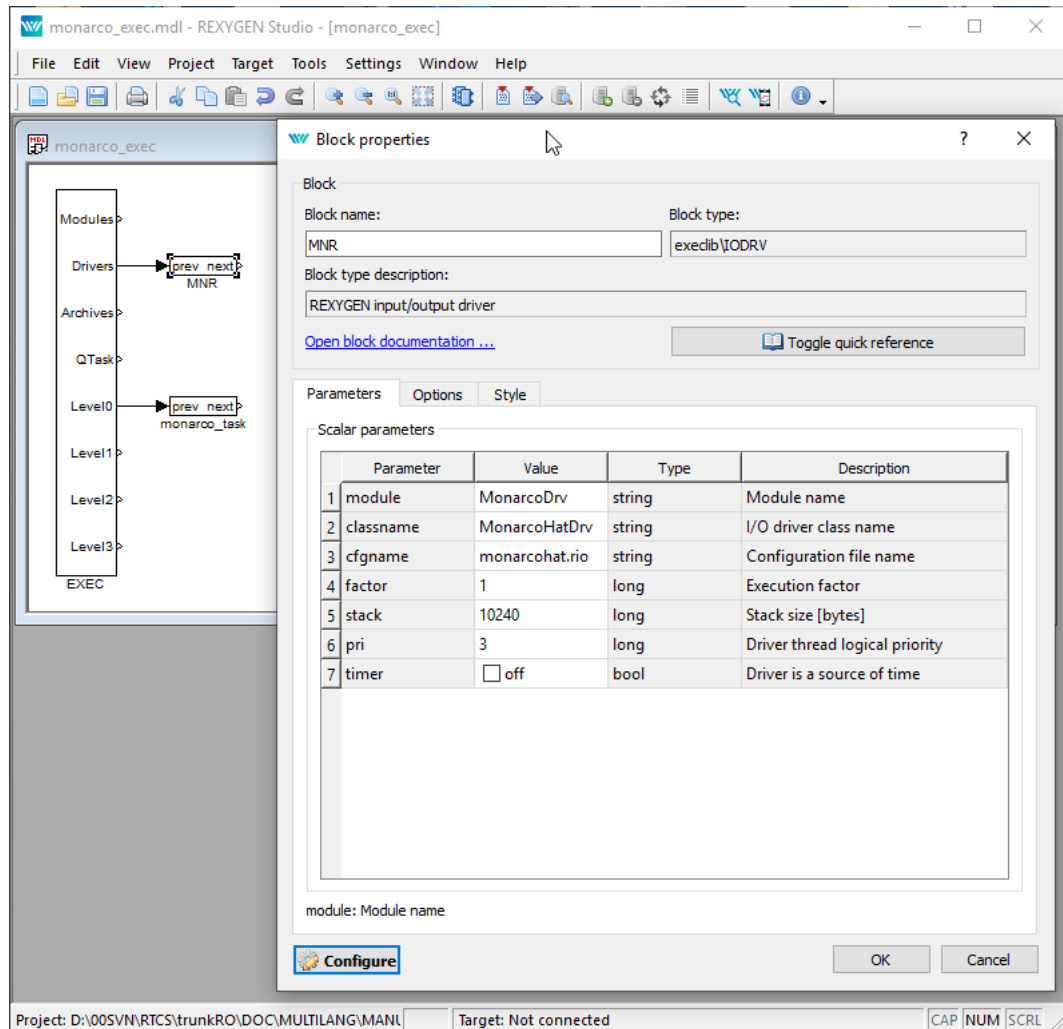 monarco_exec.mdl - REXYGEN Studio - [monarco_exec]
File Edit View Project Target Tools Settings Window Help
monarco_exec
Modules
Drivers
prev next
MNR
Archives
QTask
Level0
prev next
monarco_task
Level1
Level2
Level3
EXEC
Block properties
?
Block
Block name: Block type:
MNR execlib\IODRV
Block type description:
REXYGEN input/output driver
Open block documentation ... Toggle quick reference
Parameters Options Style
Scalar parameters
Parameter Value Type Description
1 module MonarcoDrv string Module name
2 classname MonarcoHatDrv string I/O driver class name
3 cfgname monarcohat.rio string Configuration file name
4 factor 1 long Execution factor
5 stack 10240 long Stack size [bytes]
6 pri 3 long Driver thread logical priority
7 timer off bool Driver is a source of time
module: Module name
Configure OK Cancel
Project: D:\00SVN\RTCS\trunkRO\DOC\MULTILANG\MANU Target: Not connected CAP NUM SCRL